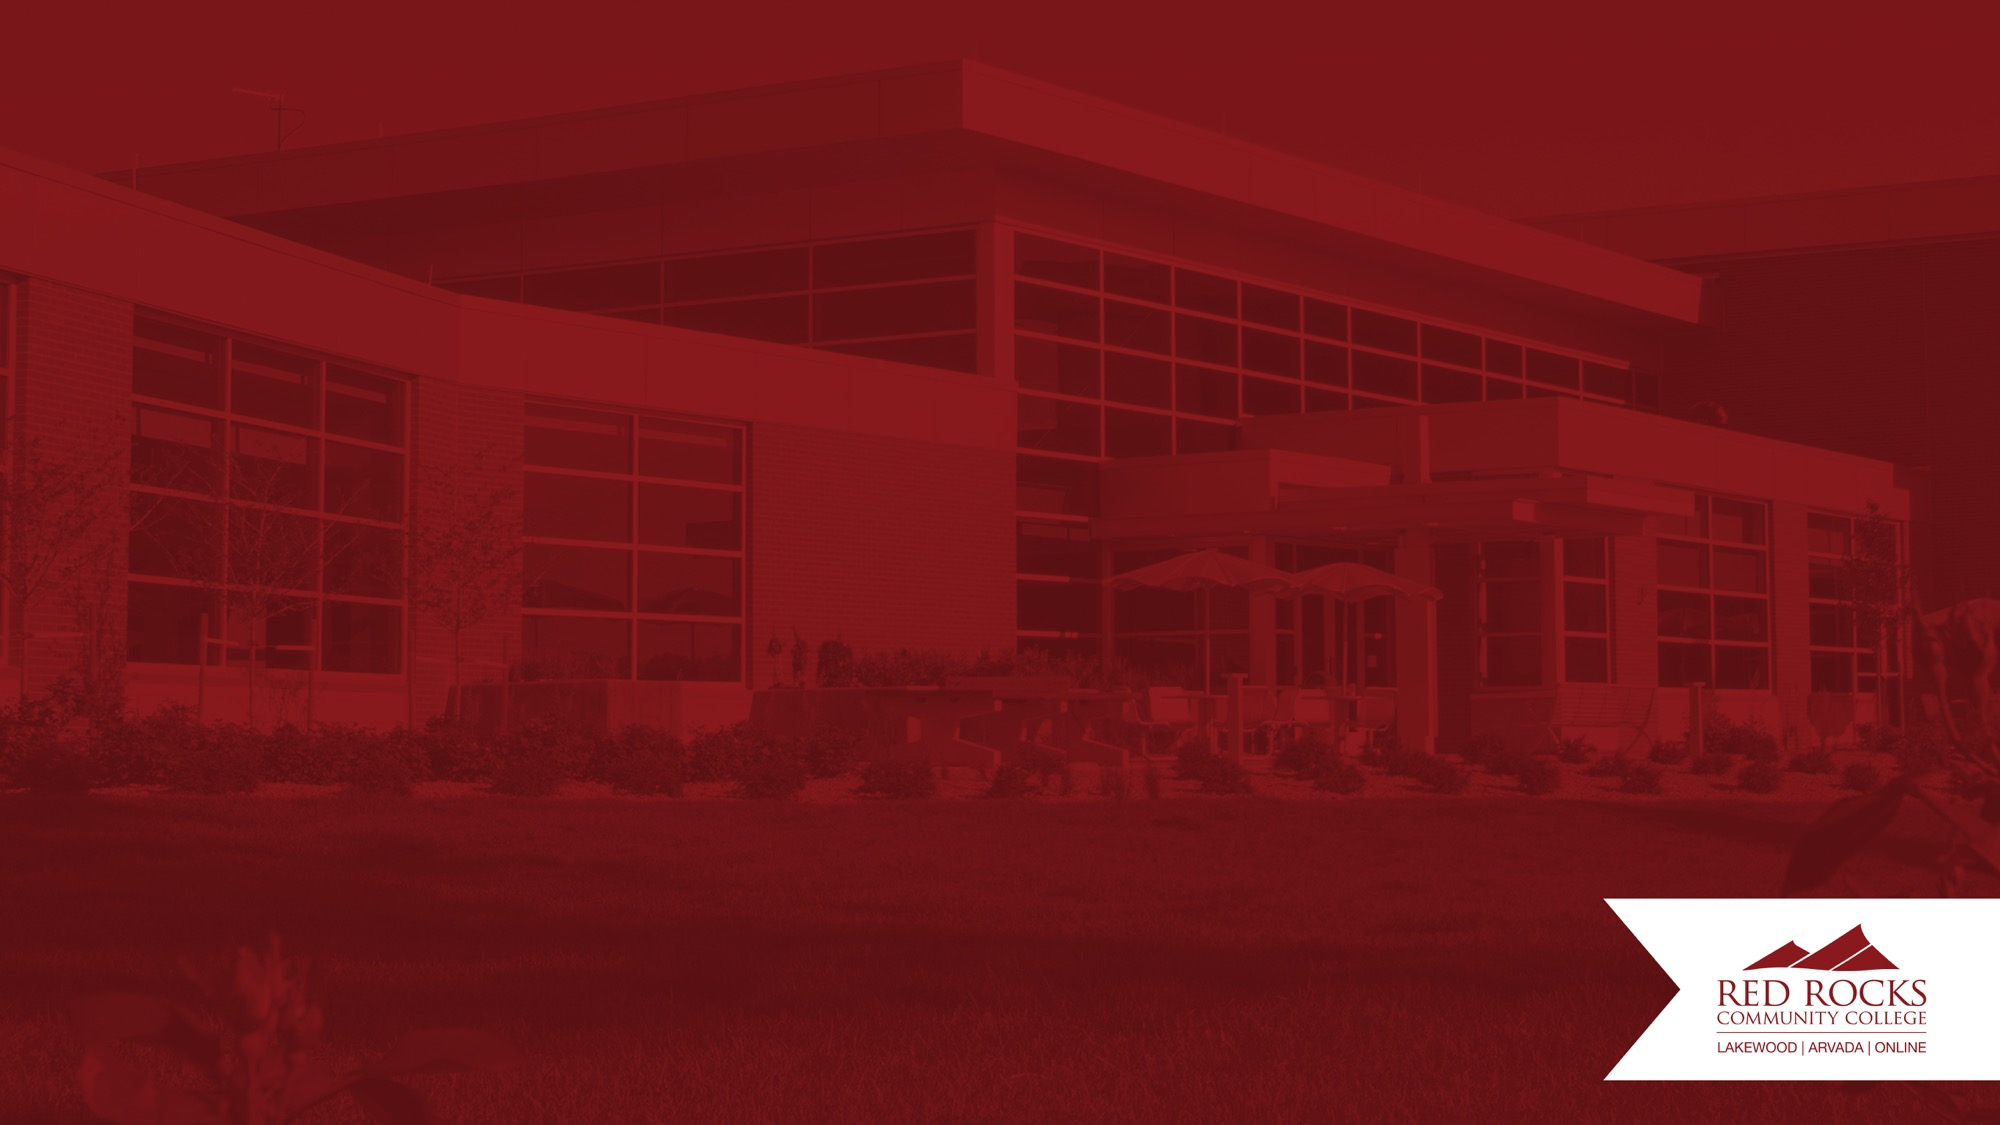 RED ROCKS
COMMUNITY COLLEGE
LAKEWOOD | ARVADA | ONLINE